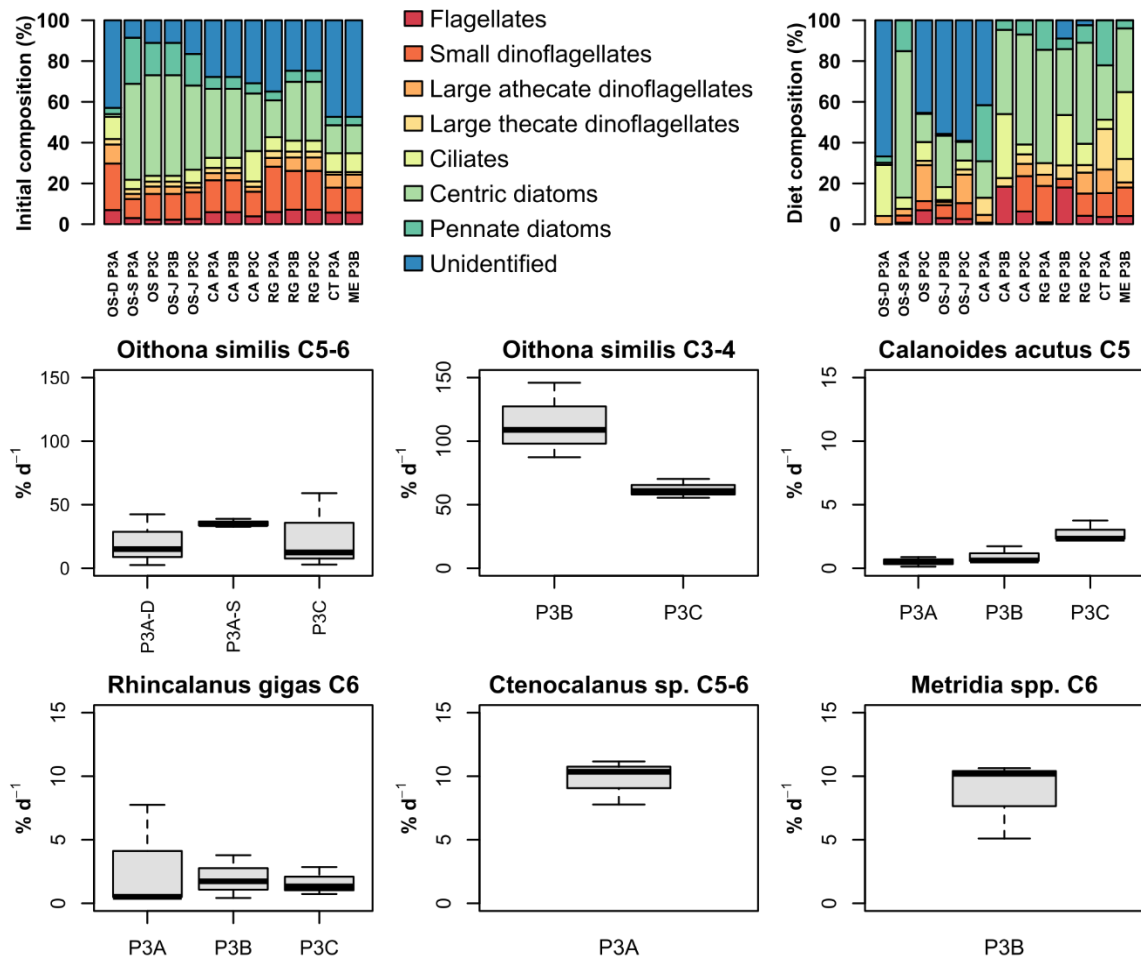 Initial composition (%)
0
20
40
60
80
100
OS-D P3A
OS-S P3A
OS P3C
OS-J P3B
OS-J P3C
CA P3A
CA P3B
CA P3C
RG P3A
RG P3B
RG P3C
CT P3A
ME P3B
Flagellates
Small dinoflagellates
Large athecate dinoflagellates
Large thecate dinoflagellates
Ciliates
Centric diatoms
Pennate diatoms
Unidentified
Diet composition (%)
0
20
40
60
80
100
OS-D P3A
OS-S P3A
OS P3C
OS-J P3B
OS-J P3C
CA P3A
CA P3B
CA P3C
RG P3A
RG P3B
RG P3C
CT P3A
ME P3B
Oithona similis C5-6
% d⁻¹
0
50
100
150
P3A-D
P3A-S
P3C
Oithona similis C3-4
% d⁻¹
0
50
100
150
P3B
P3C
Calanoides acutus C5
% d⁻¹
0
5
10
15
P3A
P3B
P3C
Rhincalanus gigas C6
% d⁻¹
0
5
10
15
P3A
P3B
P3C
Ctenocalanus sp. C5-6
% d⁻¹
0
5
10
15
P3A
Metridia spp. C6
% d⁻¹
0
5
10
15
P3B